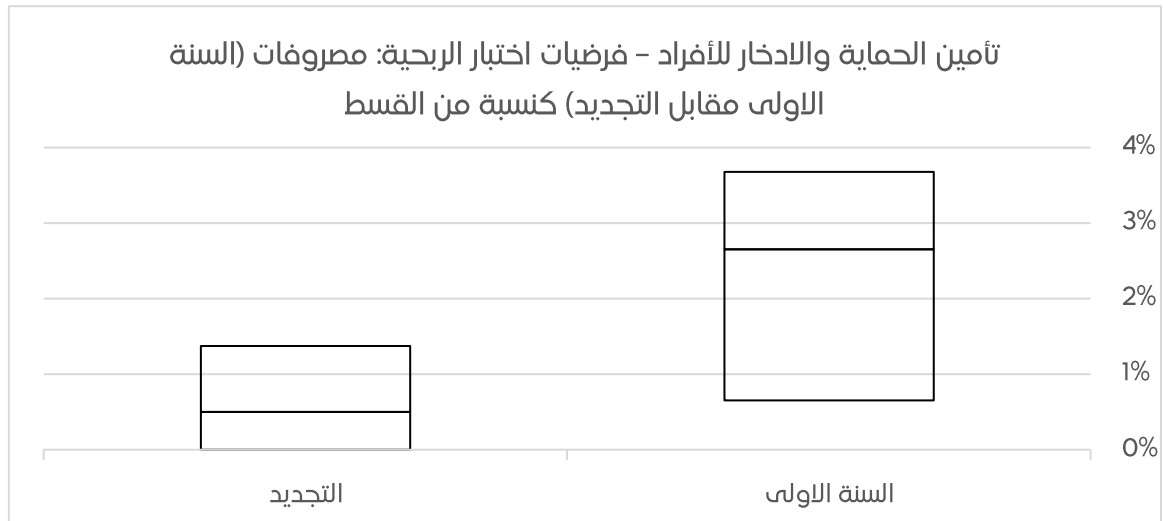 تأمين الحماية والادخار للأفراد – فرضيات اختبار الربحية: مصروفات (السنة
الاولى مقابل التجديد) كنسبة من القسط
4%
3%
2%
1%
0%
السنة الاولى
التجديد